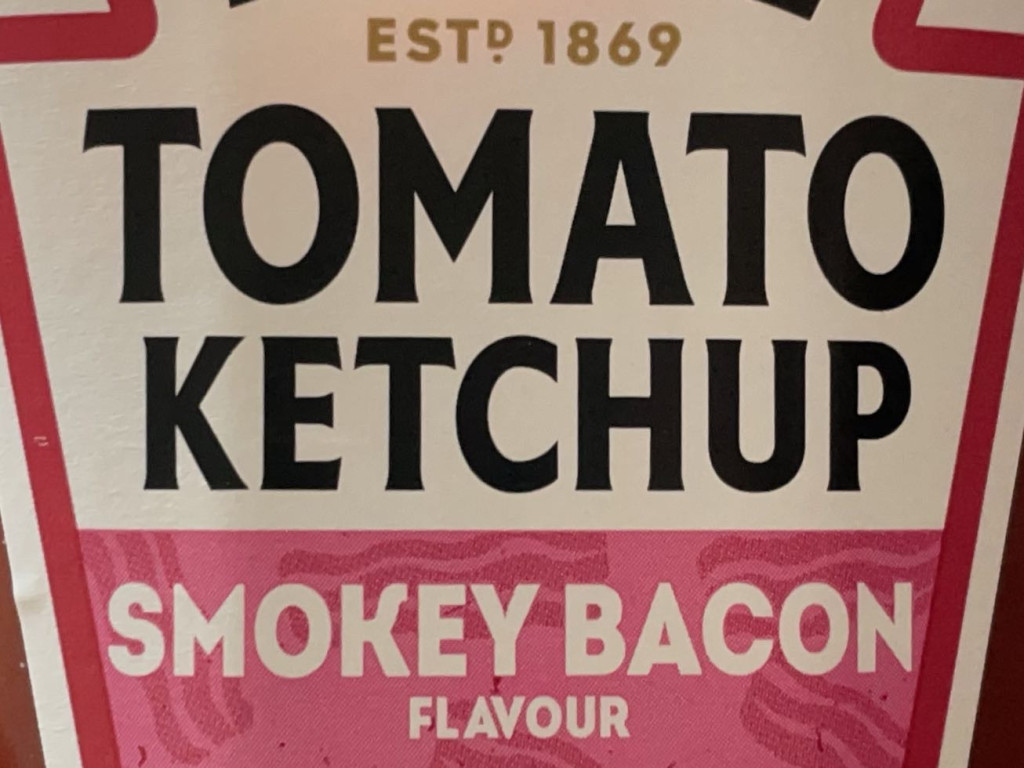 ESTD 1869
TOMATO
KETCHUP
SMOKEY BACON
FLAVOUR